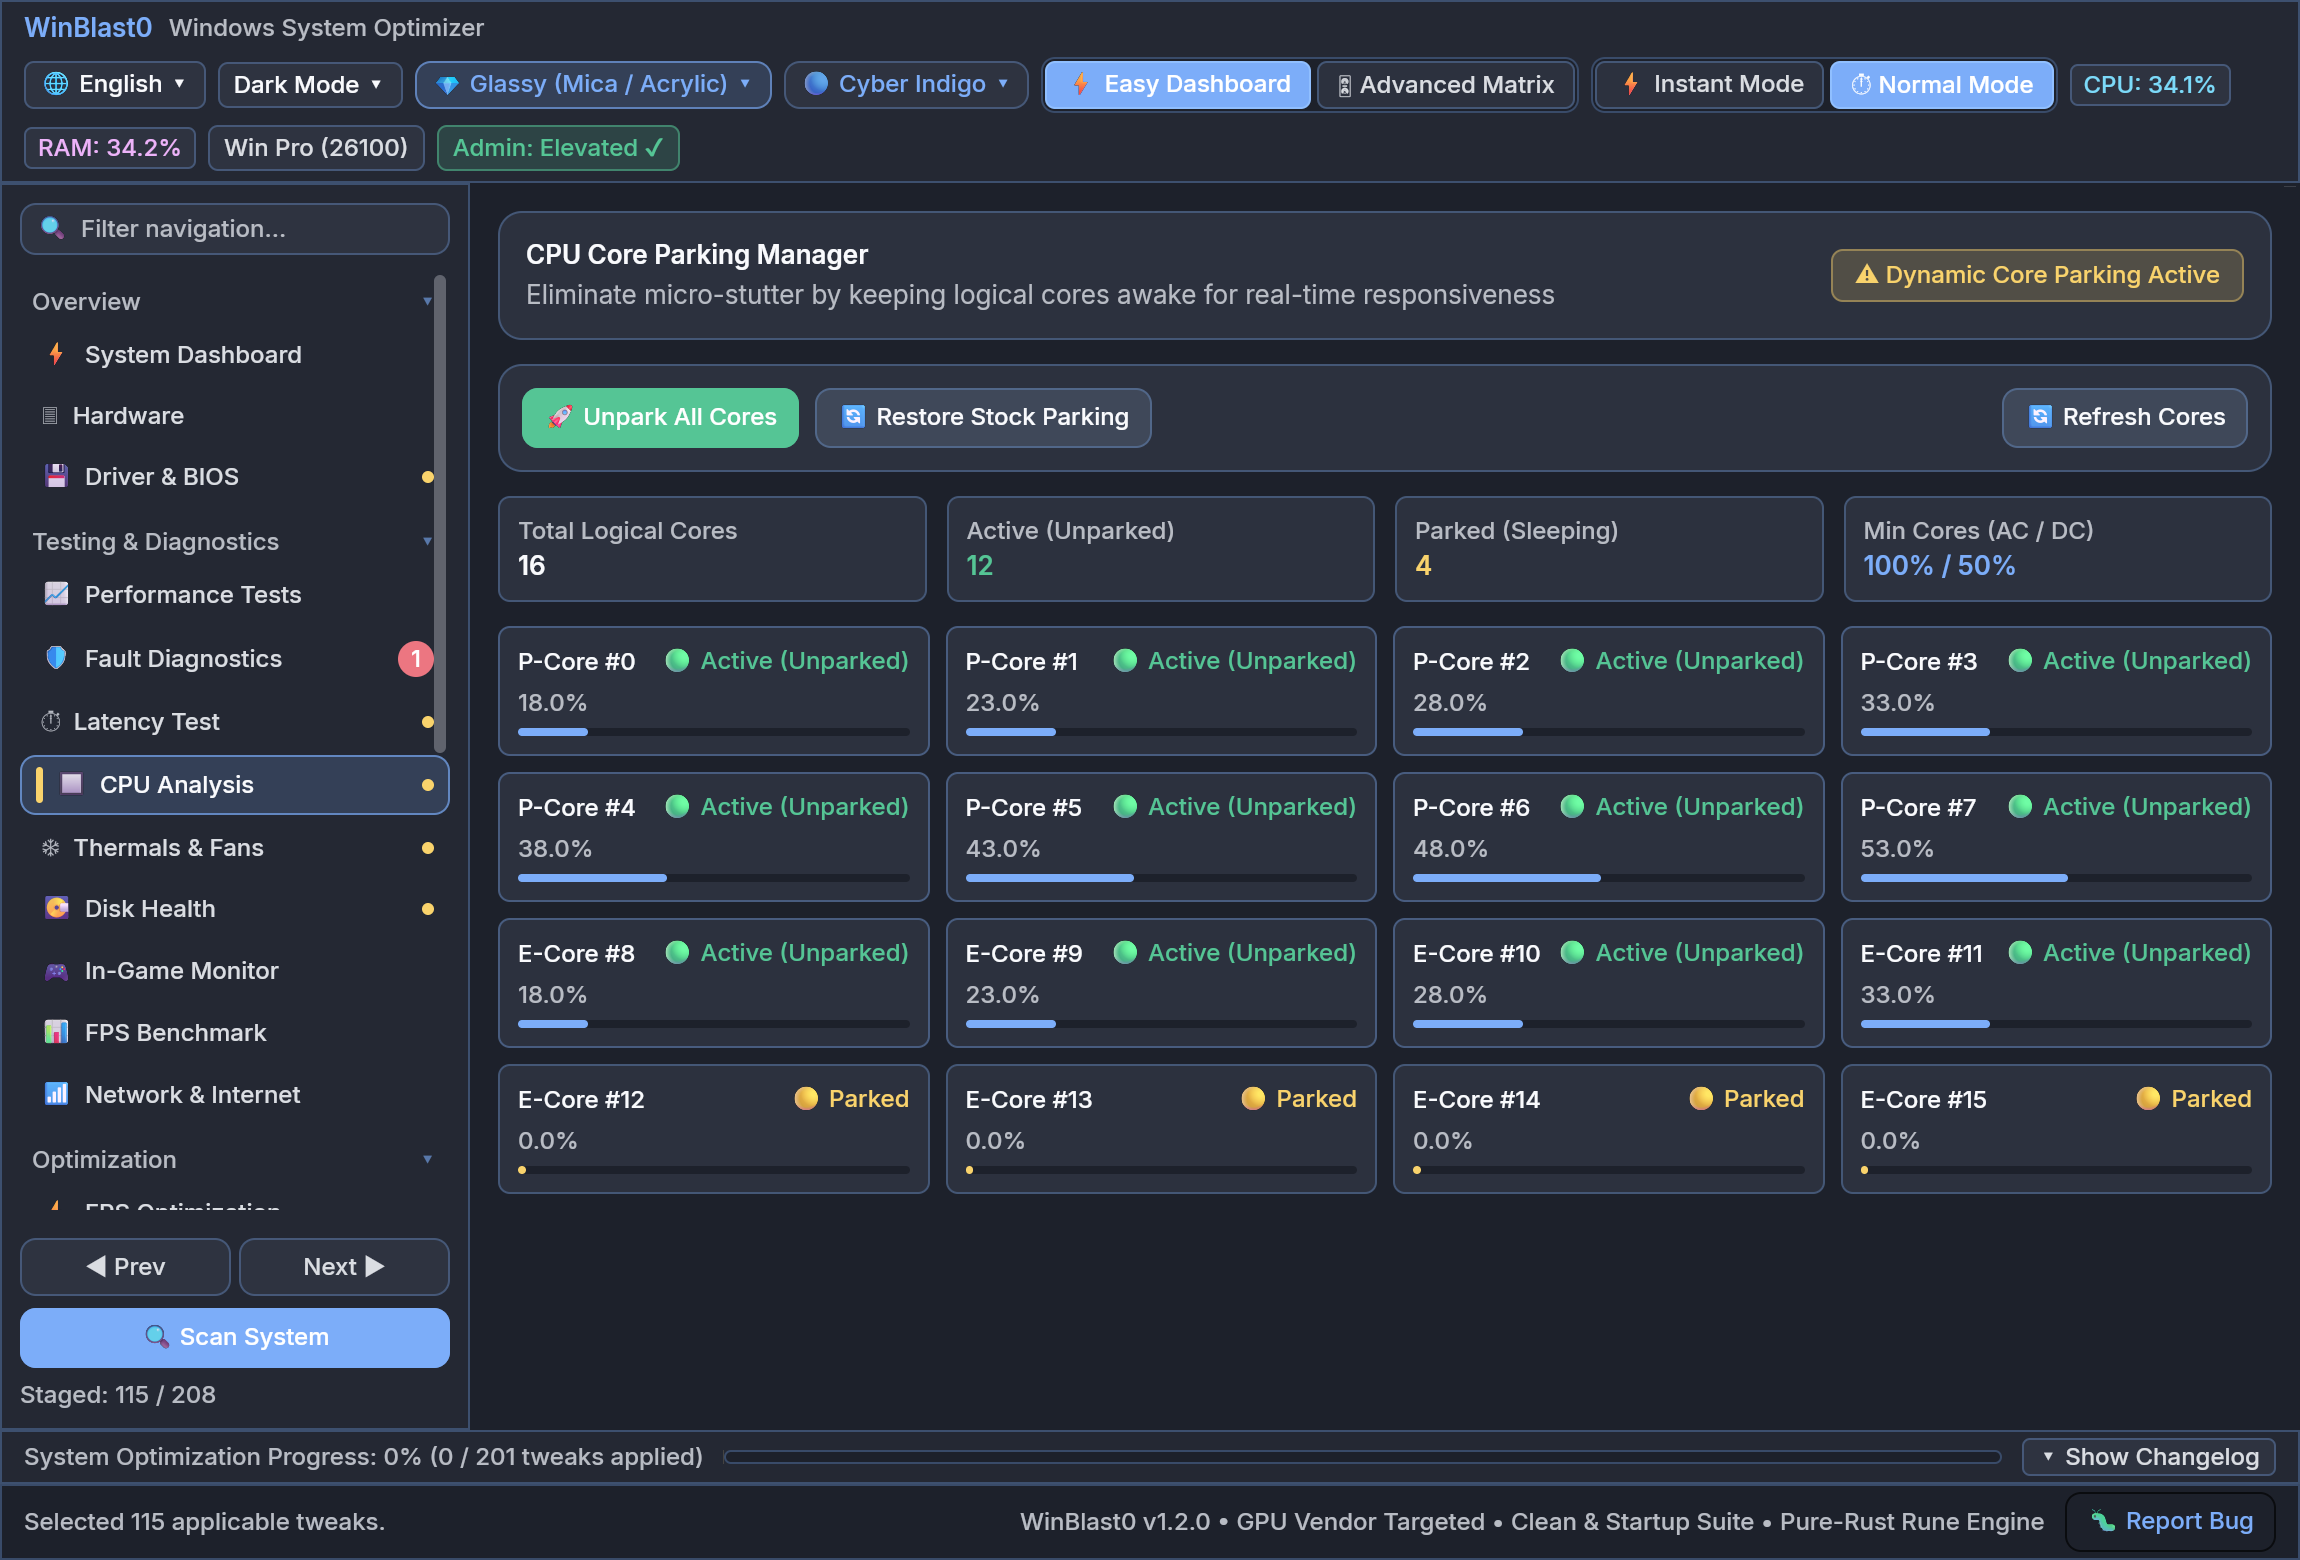 WinBlast0 Windows System Optimizer
English ▼ Dark Mode ▼ Glassy (Mica / Acrylic) ▼ Cyber Indigo ▼ Easy Dashboard Advanced Matrix Instant Mode Normal Mode CPU: 34.1%
RAM: 34.2% Win Pro (26100) Admin: Elevated ✓
Filter navigation...
Overview
System Dashboard
Hardware
Driver & BIOS
Testing & Diagnostics
Performance Tests
Fault Diagnostics 1
Latency Test
CPU Analysis
Thermals & Fans
Disk Health
In-Game Monitor
FPS Benchmark
Network & Internet
Optimization
FPS Optimization
◀ Prev Next ▶
Scan System
Staged: 115 / 208
CPU Core Parking Manager
Eliminate micro-stutter by keeping logical cores awake for real-time responsiveness
⚠ Dynamic Core Parking Active
Unpark All Cores Restore Stock Parking Refresh Cores
Total Logical Cores Active (Unparked) Parked (Sleeping) Min Cores (AC / DC)
16 12 4 100% / 50%
P-Core #0 Active (Unparked) P-Core #1 Active (Unparked) P-Core #2 Active (Unparked) P-Core #3 Active (Unparked)
18.0% 23.0% 28.0% 33.0%
P-Core #4 Active (Unparked) P-Core #5 Active (Unparked) P-Core #6 Active (Unparked) P-Core #7 Active (Unparked)
38.0% 43.0% 48.0% 53.0%
E-Core #8 Active (Unparked) E-Core #9 Active (Unparked) E-Core #10 Active (Unparked) E-Core #11 Active (Unparked)
18.0% 23.0% 28.0% 33.0%
E-Core #12 Parked E-Core #13 Parked E-Core #14 Parked E-Core #15 Parked
0.0% 0.0% 0.0% 0.0%
System Optimization Progress: 0% (0 / 201 tweaks applied) ▼ Show Changelog
Selected 115 applicable tweaks. WinBlast0 v1.2.0 • GPU Vendor Targeted • Clean & Startup Suite • Pure-Rust Rune Engine Report Bug